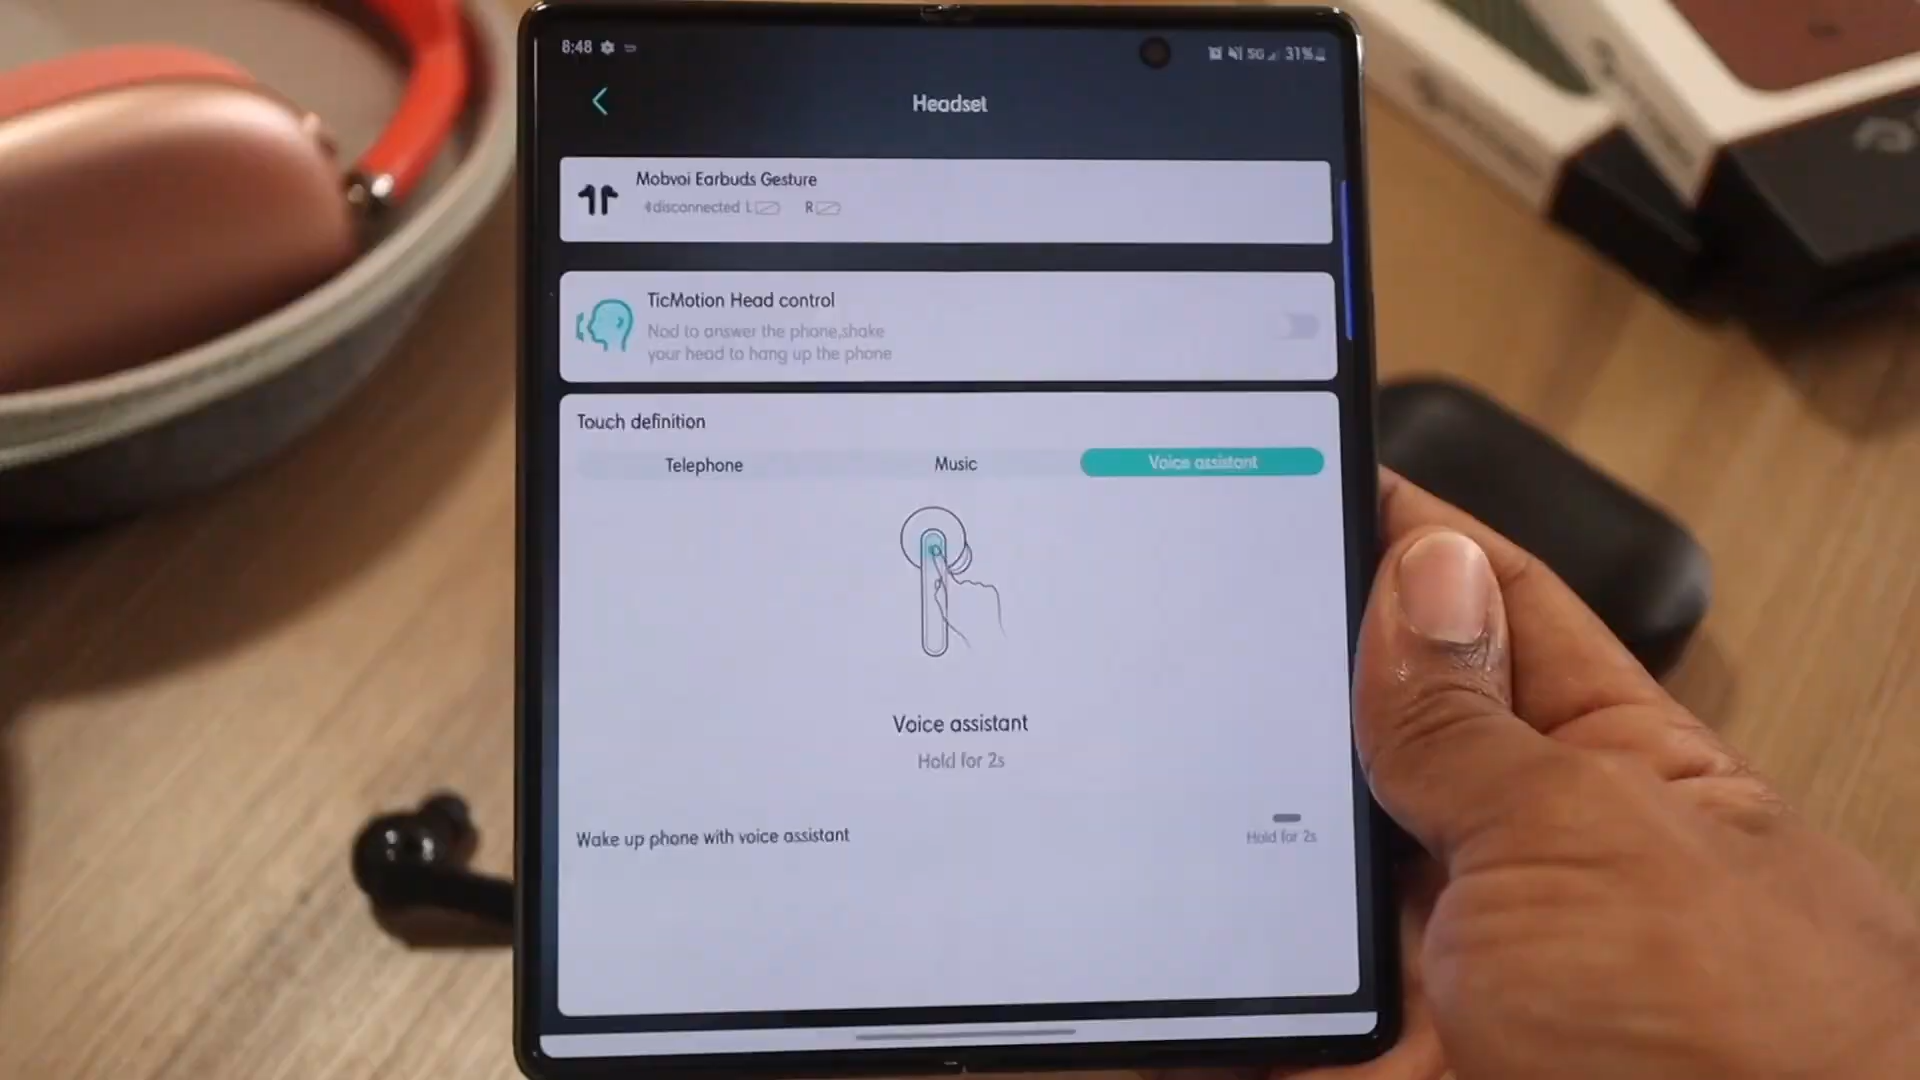 8:48
5G 31%
Headset
Mobvoi Earbuds Gesture
disconnected L R
TicMotion Head control
Nod to answer the phone,shake
your head to hang up the phone
Touch definition
Telephone Music Voice assistant
Voice assistant
Hold for 2s
Wake up phone with voice assistant
Hold for 2s